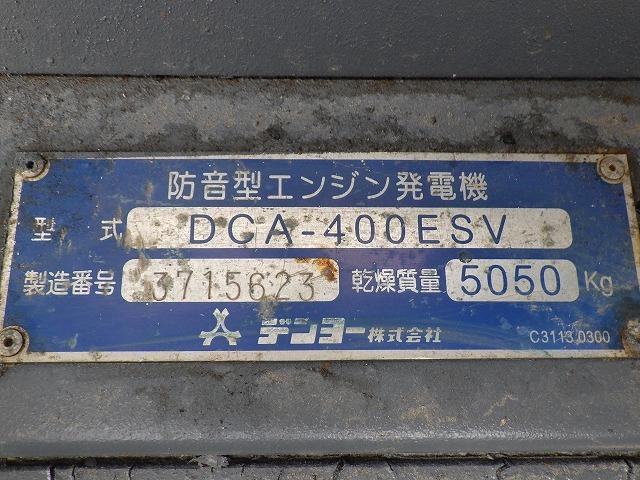 防音型エンジン発電機
型式 DCA-400ESV
製造番号 3715623 乾燥質量 5050 Kg
デンヨー株式会社 C3113,0300